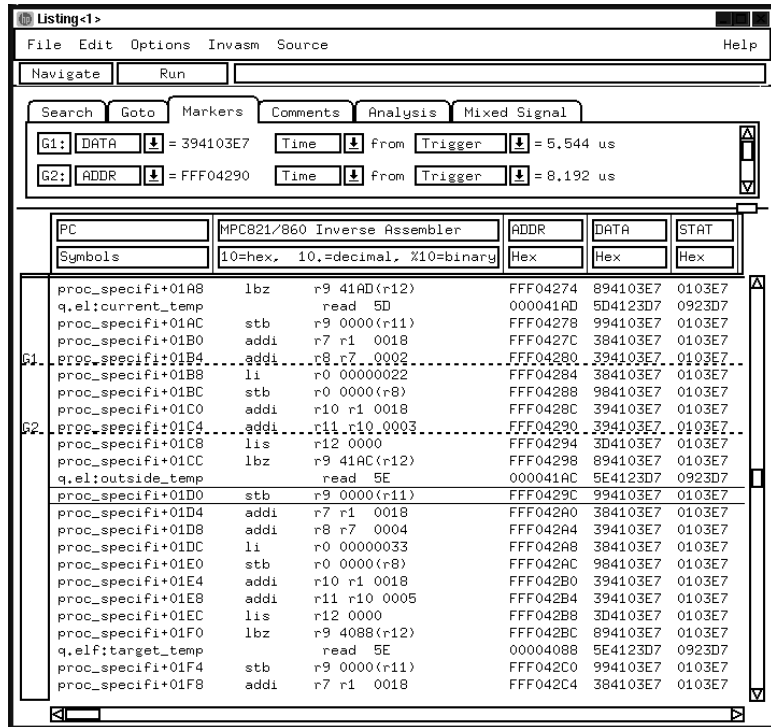 Listing<1>
File Edit Options Invasm Source Help
Navigate Run
Search Goto Markers Comments Analysis Mixed Signal
G1: DATA = 394103E7 Time from Trigger = 5.544 us
G2: ADDR = FFF04290 Time from Trigger = 8.192 us
PC MPC821/860 Inverse Assembler ADDR DATA STAT
Symbols 10=hex, 10.=decimal, %10=binary Hex Hex Hex
proc_specifi+01A8 lbz r9 41AD(r12) FFF04274 894103E7 0103E7
q.el:current_temp read 5D 000041AD 5D4123D7 0923D7
proc_specifi+01AC stb r9 0000(r11) FFF04278 994103E7 0103E7
proc_specifi+01B0 addi r7 r1 0018 FFF0427C 384103E7 0103E7
G1 proc_specifi+01B4 addi r8 r7 0002 FFF04280 394103E7 0103E7
proc_specifi+01B8 li r0 00000022 FFF04284 384103E7 0103E7
proc_specifi+01BC stb r0 0000(r8) FFF04288 984103E7 0103E7
proc_specifi+01C0 addi r10 r1 0018 FFF0428C 394103E7 0103E7
G2 proc_specifi+01C4 addi r11 r10 0003 FFF04290 394103E7 0103E7
proc_specifi+01C8 lis r12 0000 FFF04294 3D4103E7 0103E7
proc_specifi+01CC lbz r9 41AC(r12) FFF04298 894103E7 0103E7
q.el:outside_temp read 5E 000041AC 5E4123D7 0923D7
proc_specifi+01D0 stb r9 0000(r11) FFF0429C 994103E7 0103E7
proc_specifi+01D4 addi r7 r1 0018 FFF042A0 384103E7 0103E7
proc_specifi+01D8 addi r8 r7 0004 FFF042A4 394103E7 0103E7
proc_specifi+01DC li r0 00000033 FFF042A8 384103E7 0103E7
proc_specifi+01E0 stb r0 0000(r8) FFF042AC 984103E7 0103E7
proc_specifi+01E4 addi r10 r1 0018 FFF042B0 394103E7 0103E7
proc_specifi+01E8 addi r11 r10 0005 FFF042B4 394103E7 0103E7
proc_specifi+01EC lis r12 0000 FFF042B8 3D4103E7 0103E7
proc_specifi+01F0 lbz r9 4088(r12) FFF042BC 894103E7 0103E7
q.elf:target_temp read 5E 00004088 5E4123D7 0923D7
proc_specifi+01F4 stb r9 0000(r11) FFF042C0 994103E7 0103E7
proc_specifi+01F8 addi r7 r1 0018 FFF042C4 384103E7 0103E7